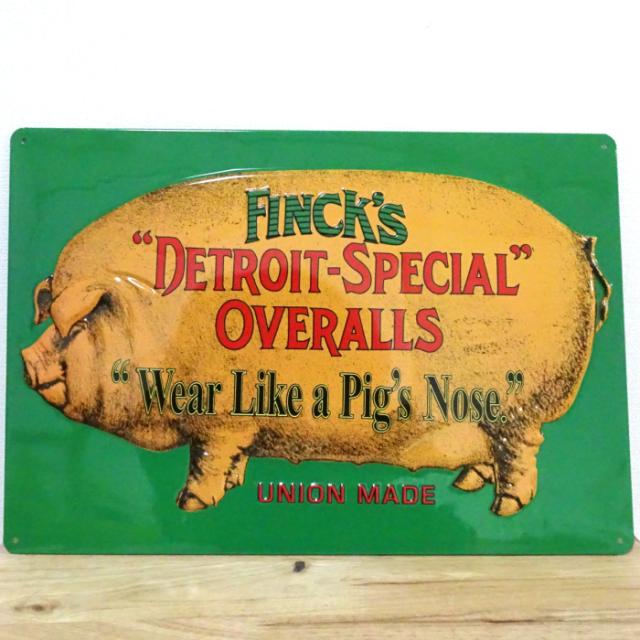 FINCK'S
"DETROIT-SPECIAL"
OVERALLS
"Wear Like a Pig's Nose."
UNION MADE